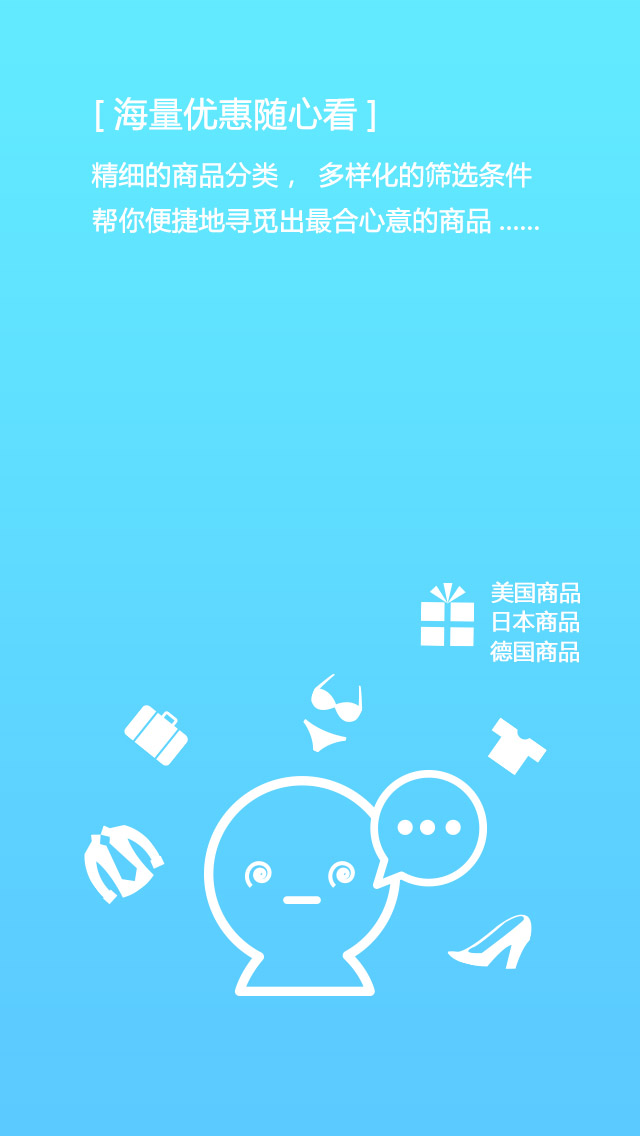 [ 海量优惠随心看 ]
精细的商品分类， 多样化的筛选条件
帮你便捷地寻觅出最合心意的商品 ......
美国商品
日本商品
德国商品